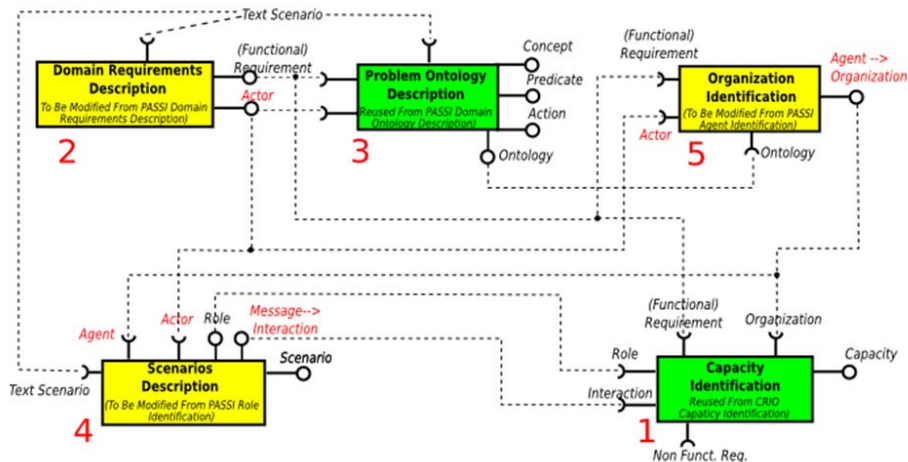 Text Scenario
(Functional)
Requirement
Actor
Domain Requirements
Description
(To Be Modified From PASSI Domain
Requirements Description)
2
Problem Ontology
Description
(Reused From PASSI Domain
Ontology Description)
3
Concept
Predicate
Action
Ontology
(Functional)
Requirement
Actor
Organization
Identification
(To Be Modified From PASSI
Agent Identification)
5
Agent -->
Organization
Ontology
Agent
Actor
Role
Message-->
Interaction
Text Scenario
Scenarios
Description
(To Be Modified From PASSI Role
Identification)
4
Scenario
(Functional)
Requirement
Organization
Role
Interaction
Capacity
Identification
Reused From CRIO
Capaticy Identification)
1
Capacity
Non Funct. Req.